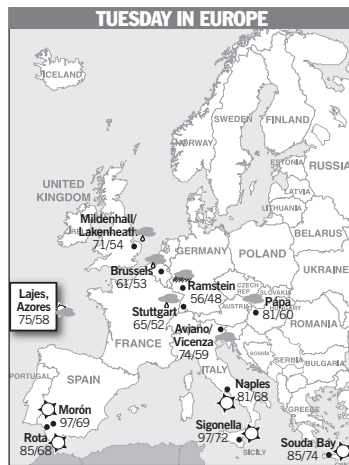 TUESDAY IN EUROPE
ICELAND
SWEDEN
FINLAND
NORWAY
ESTONIA
RUSSIA
LATVIA
LITHUANIA
UNITED
KINGDOM
Mildenhall/
Lakenheath
71/54
BELARUS
GERMANY
POLAND
UKRAINE
Brussels
61/53
Ramstein
56/48
CZECH
REP
SLOVAKIA
Lajes,
Azores
75/58
Stuttgart
65/52
AUSTRIA
Pápa
81/60
ROMANIA
FRANCE
Aviano/
Vicenza
74/59
BOSNIA
SERBIA
BULGARIA
ITALY
PORTUGAL
SPAIN
Naples
81/68
Morón
97/69
GREECE
Sigonella
97/72
Rota
85/68
SICILY
Souda Bay
85/74